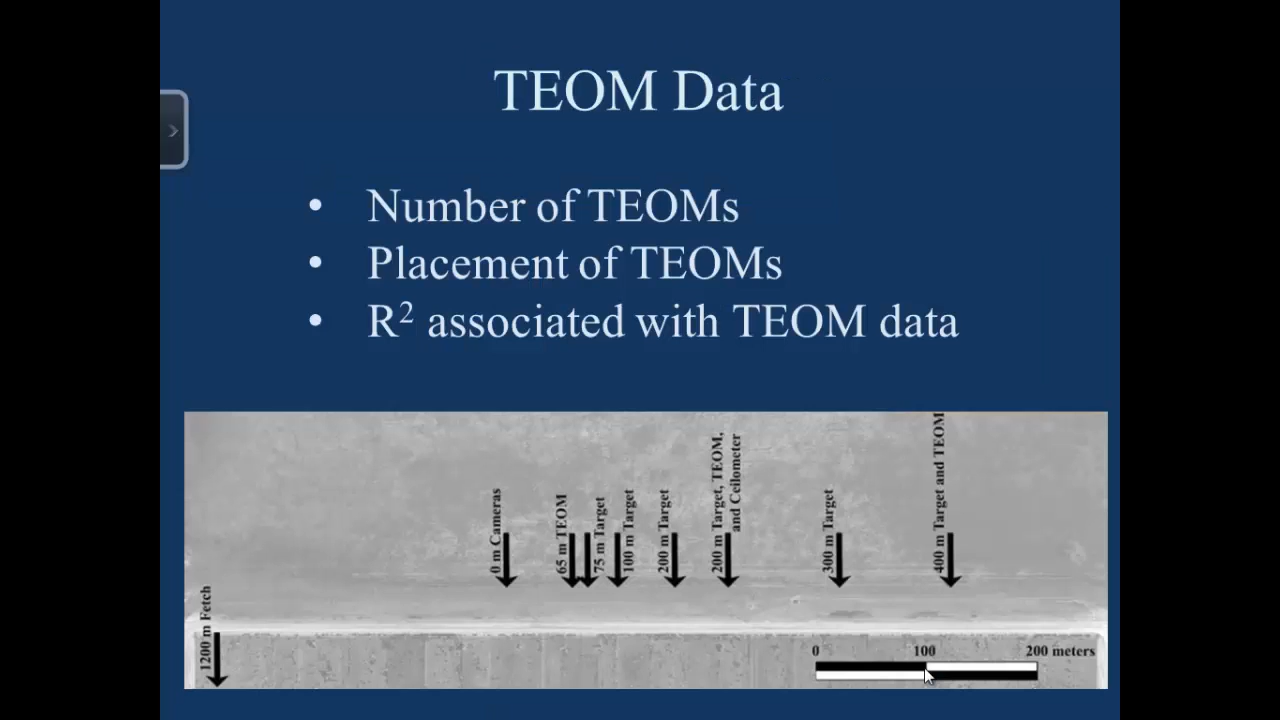 TEOM Data
• Number of TEOMs
• Placement of TEOMs
• R² associated with TEOM data
1200 m Fetch
0 m Cameras
65 m TEOM
75 m Target
100 m Target
200 m Target
200 m Target, TEOM,
and Ceilometer
300 m Target
400 m Target and TEOM
0 100 200 meters